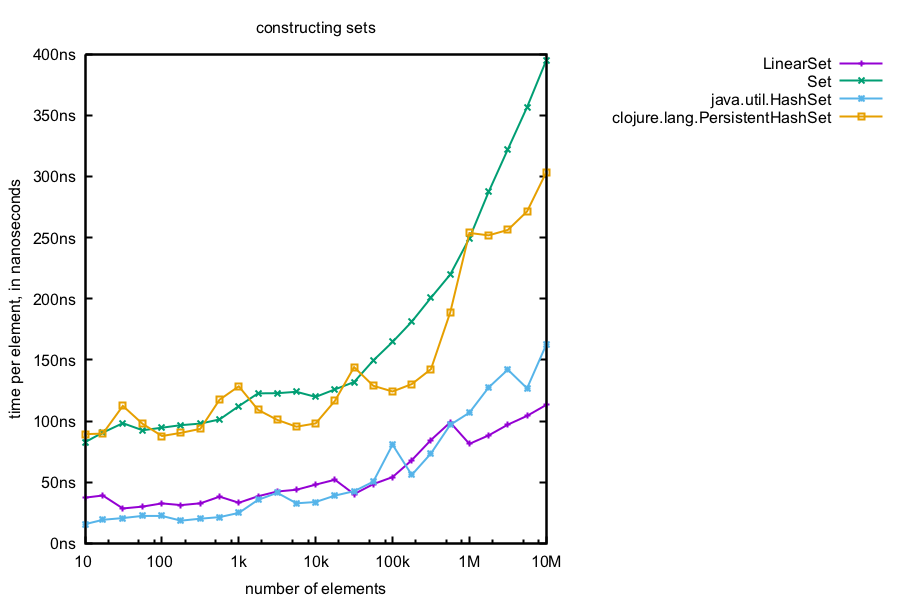 constructing sets
LinearSet
Set
java.util.HashSet
clojure.lang.PersistentHashSet
400ns
350ns
300ns
250ns
200ns
150ns
100ns
50ns
0ns
time per element, in nanoseconds
10 100 1k 10k 100k 1M 10M
number of elements